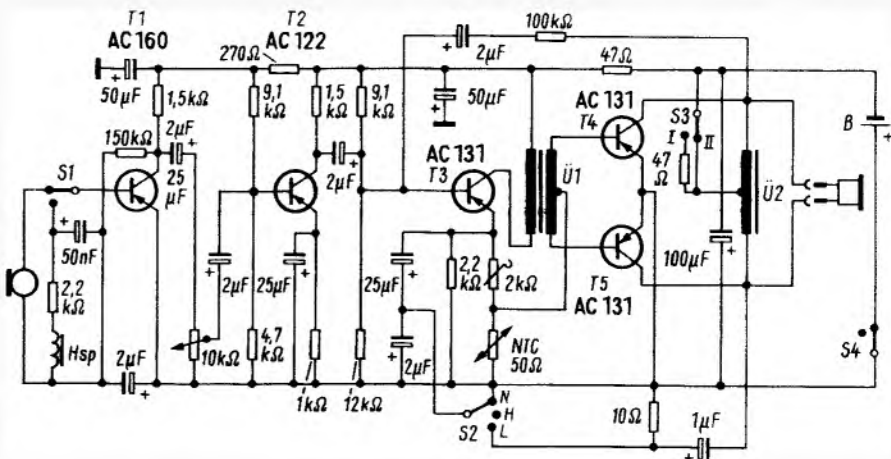 T1
AC 160
T2
AC 122
270Ω
2μF
100kΩ
47Ω
50μF
1,5kΩ
9,1
kΩ
1,5
kΩ
9,1
kΩ
50μF
AC 131
T4
S3
I
II
47
Ω
B
150kΩ
2μF
25
μF
2μF
AC 131
T3
Ü1
Ü2
S1
50nF
2,2
kΩ
Hsp
2μF
10kΩ
2μF
4,7
kΩ
25μF
1kΩ
12kΩ
25μF
2μF
2,2
kΩ
2kΩ
NTC
50Ω
T5
AC 131
100μF
S4
N
H
L
S2
10Ω
1μF